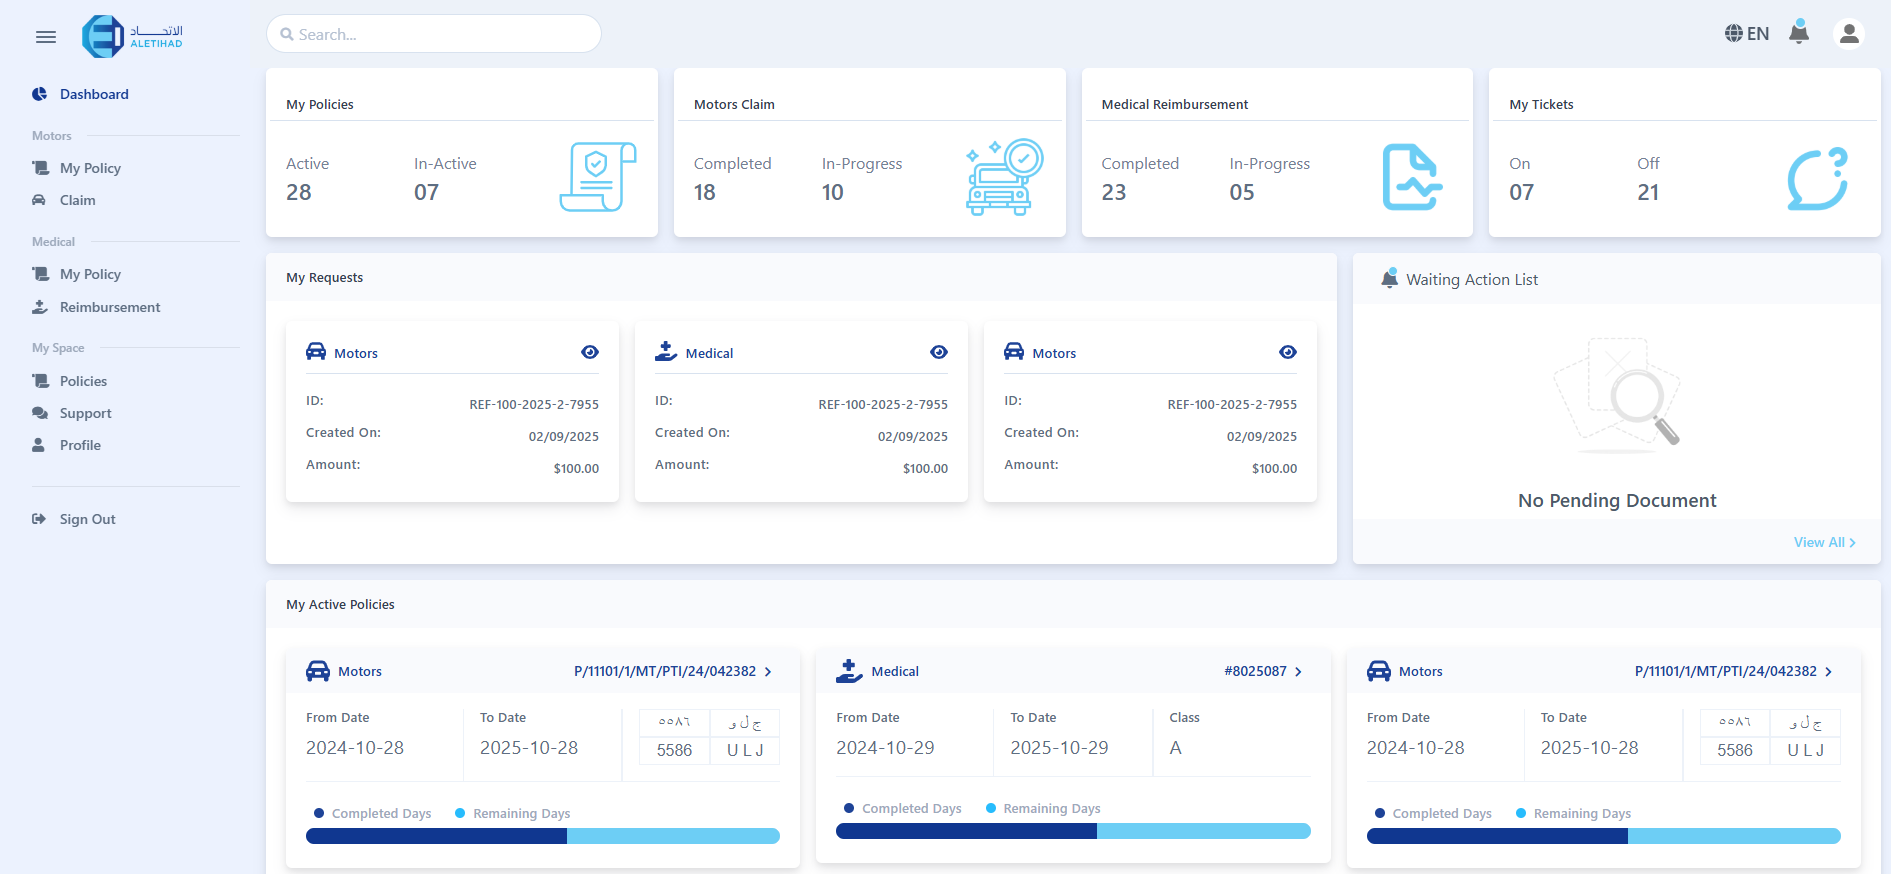 الاتحاد
ALETIHAD
Search...
EN
Dashboard
Motors
My Policy
Claim
Medical
My Policy
Reimbursement
My Space
Policies
Support
Profile
Sign Out
My Policies
Active In-Active
28 07
Motors Claim
Completed In-Progress
18 10
Medical Reimbursement
Completed In-Progress
23 05
My Tickets
On Off
07 21
My Requests
Motors
ID: REF-100-2025-2-7955
Created On: 02/09/2025
Amount: $100.00
Medical
ID: REF-100-2025-2-7955
Created On: 02/09/2025
Amount: $100.00
Motors
ID: REF-100-2025-2-7955
Created On: 02/09/2025
Amount: $100.00
Waiting Action List
No Pending Document
View All
My Active Policies
Motors P/11101/1/MT/PTI/24/042382
From Date To Date
2024-10-28 2025-10-28
٥٥٨٦ ح ل و
5586 U L J
Completed Days Remaining Days
Medical #8025087
From Date To Date Class
2024-10-29 2025-10-29 A
Completed Days Remaining Days
Motors P/11101/1/MT/PTI/24/042382
From Date To Date
2024-10-28 2025-10-28
٥٥٨٦ ح ل و
5586 U L J
Completed Days Remaining Days